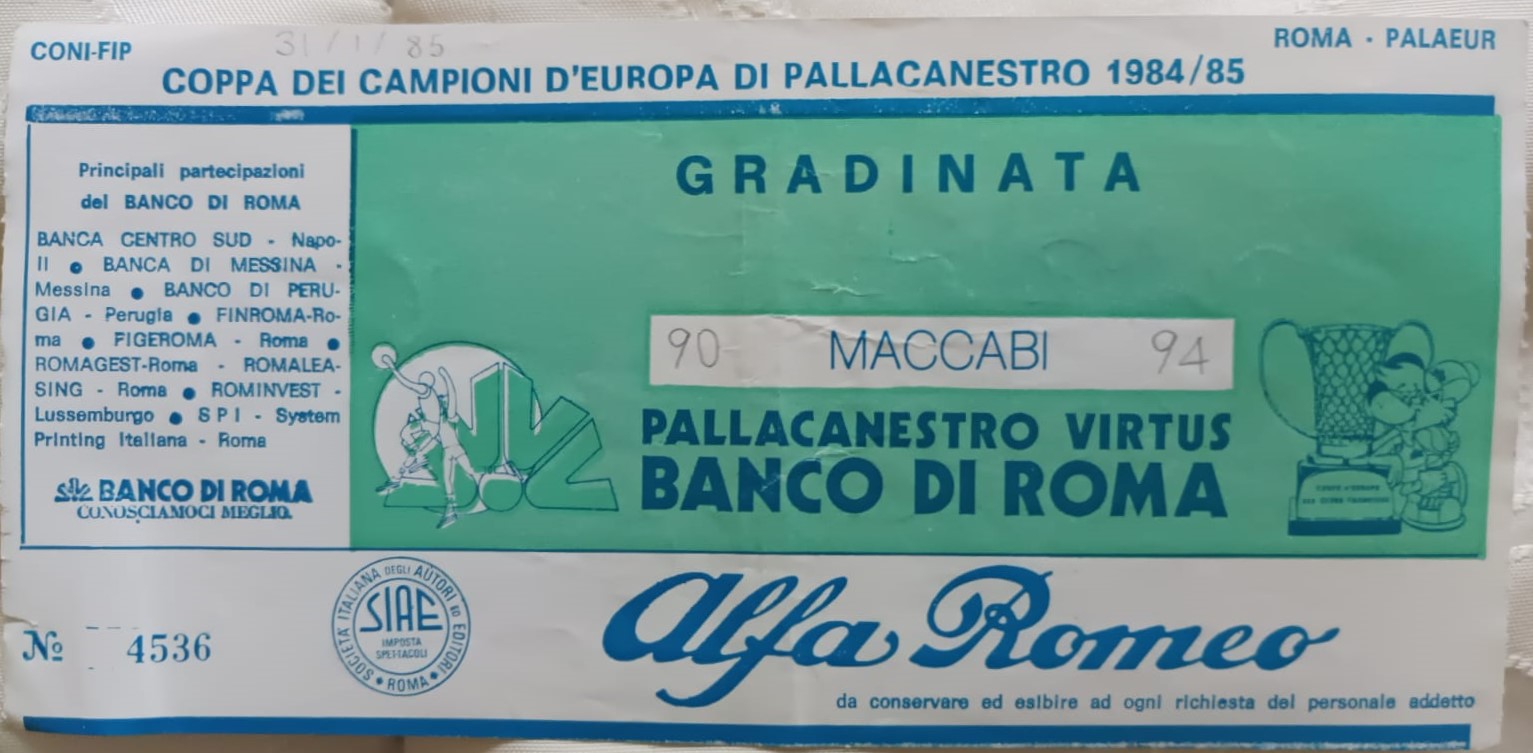 CONI-FIP
31/1/85
ROMA - PALAEUR
COPPA DEI CAMPIONI D'EUROPA DI PALLACANESTRO 1984/85
Principali partecipazioni
del BANCO DI ROMA
BANCA CENTRO SUD - Napo-
li ● BANCA DI MESSINA -
Messina ● BANCO DI PERU-
GIA - Perugia ● FINROMA-Ro-
ma ● FIGEROMA - Roma ●
ROMAGEST-Roma - ROMALEA-
SING - Roma ● ROMINVEST -
Lussemburgo ● S P I - System
Printing Italiana - Roma
BANCO DI ROMA
CONOSCIAMOCI MEGLIO.
GRADINATA
90- MACCABI 94
PALLACANESTRO VIRTUS
BANCO DI ROMA
Nº 4536
SOCIETÀ ITALIANA DEGLI AUTORI ED EDITORI • ROMA •
SIAE
IMPOSTA
SPETTACOLI
Alfa Romeo
da conservare ed esibire ad ogni richiesta del personale addetto